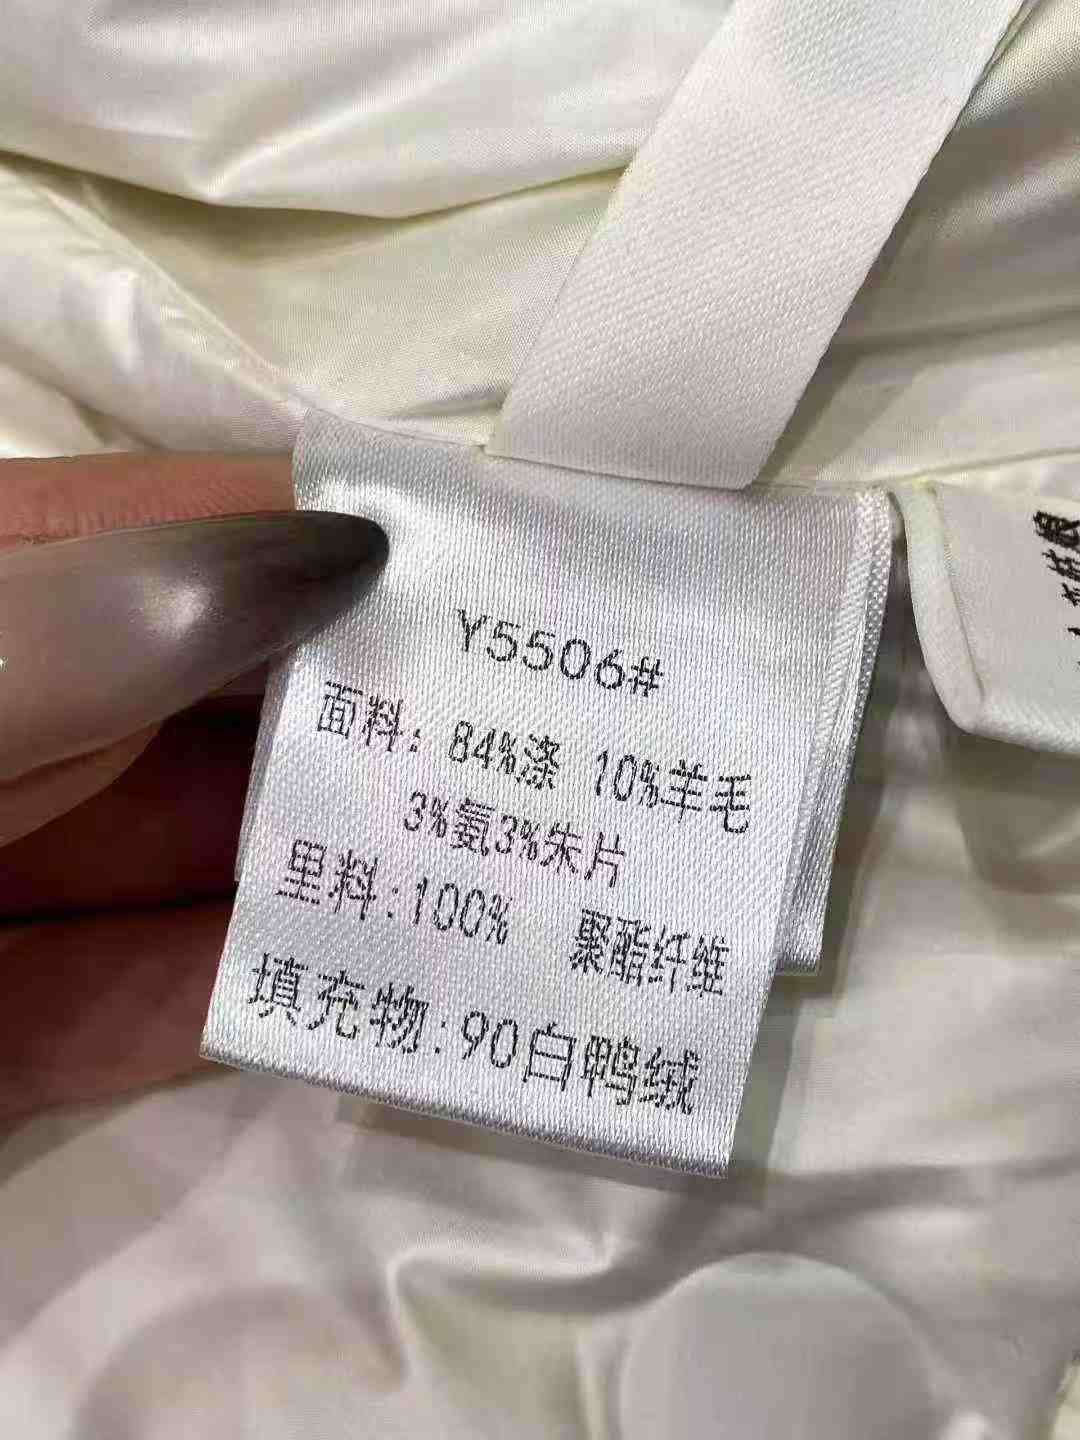 Y5506#
面料: 84%涤 10%羊毛
3%氨3%朱片
里料:100% 聚酯纤维
填充物:90白鸭绒